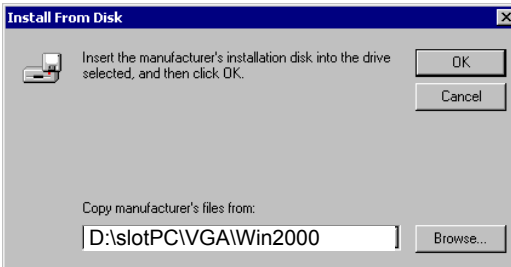 Install From Disk
Insert the manufacturer's installation disk into the drive
selected, and then click OK.
OK
Cancel
Copy manufacturer's files from:
D:\slotPC\VGA\Win2000
Browse...